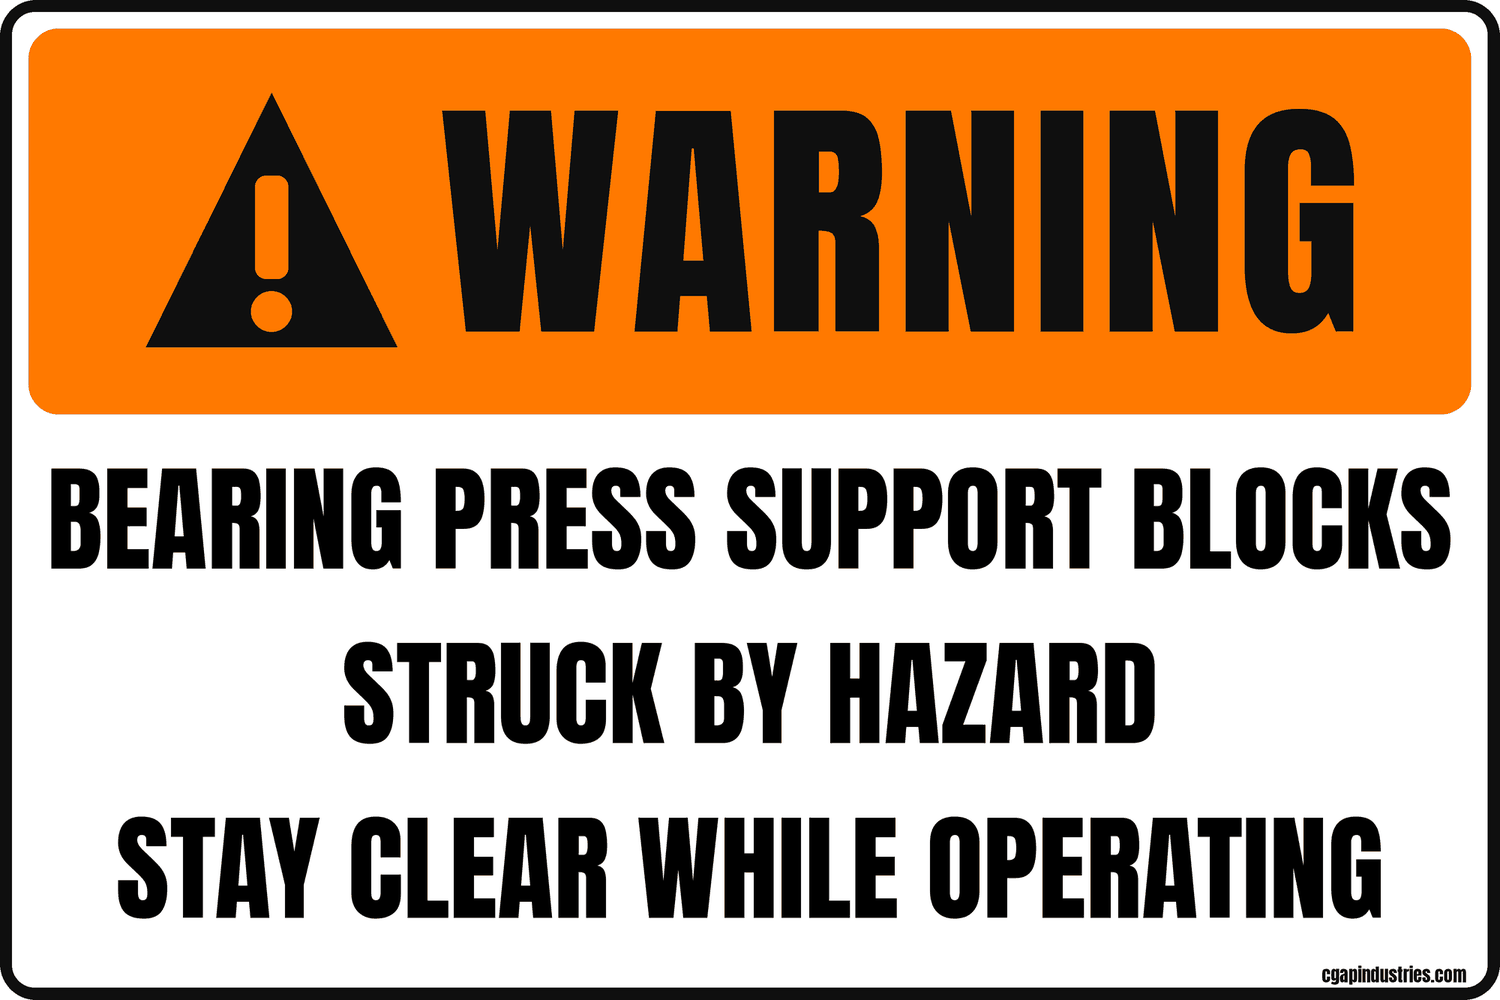 WARNING
BEARING PRESS SUPPORT BLOCKS
STRUCK BY HAZARD
STAY CLEAR WHILE OPERATING
cgapindustries.com